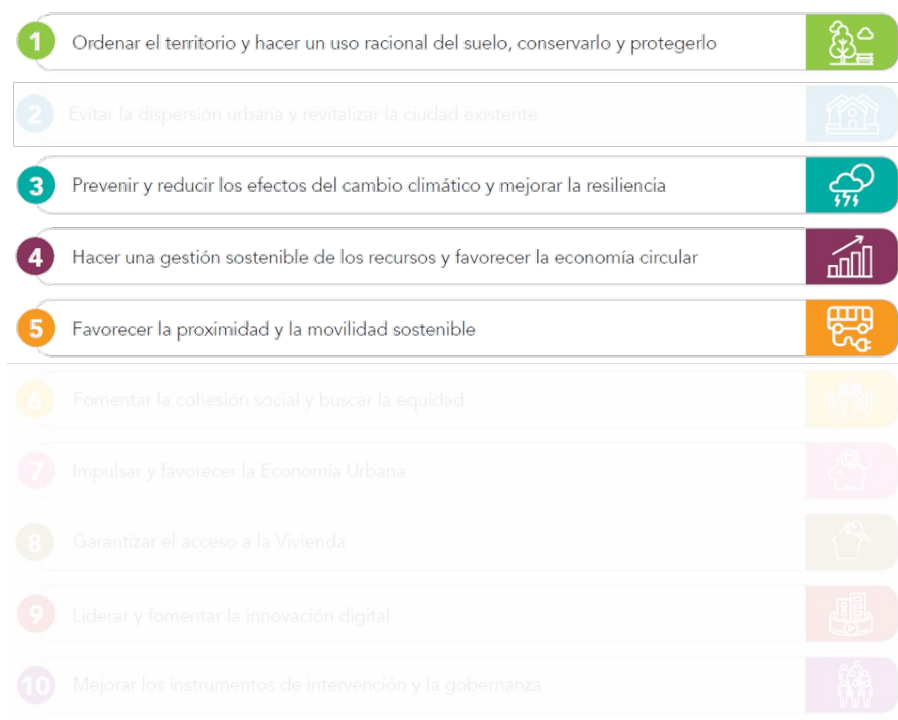 1 Ordenar el territorio y hacer un uso racional del suelo, conservarlo y protegerlo
2 Evitar la dispersión urbana y revitalizar la ciudad existente
3 Prevenir y reducir los efectos del cambio climático y mejorar la resiliencia
4 Hacer una gestión sostenible de los recursos y favorecer la economía circular
5 Favorecer la proximidad y la movilidad sostenible
6 Fomentar la cohesión social y buscar la equidad
7 Impulsar y favorecer la Economía Urbana
8 Garantizar el acceso a la Vivienda
9 Liderar y fomentar la innovación digital
10 Mejorar los instrumentos de intervención y la gobernanza